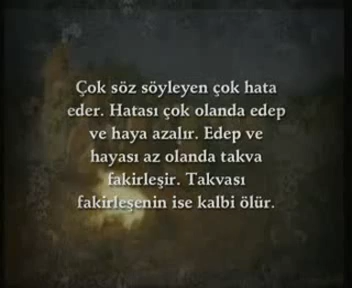 Çok söz söyleyen çok hata
eder. Hatası çok olanda edep
ve haya azalır. Edep ve
hayası az olanda takva
fakirleşir. Takvası
fakirleşenin ise kalbi ölür.